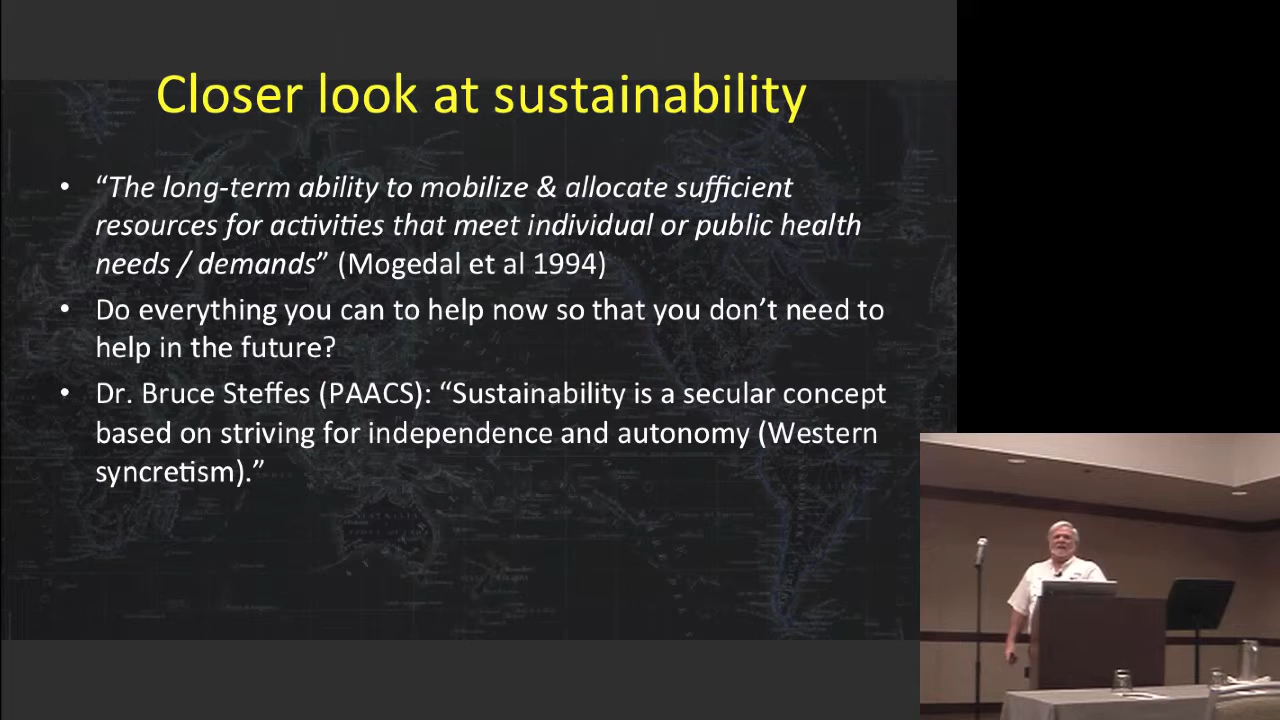 Closer look at sustainability
• “The long-term ability to mobilize & allocate sufficient
resources for activities that meet individual or public health
needs / demands” (Mogedal et al 1994)
• Do everything you can to help now so that you don’t need to
help in the future?
• Dr. Bruce Steffes (PAACS): “Sustainability is a secular concept
based on striving for independence and autonomy (Western
syncretism).”